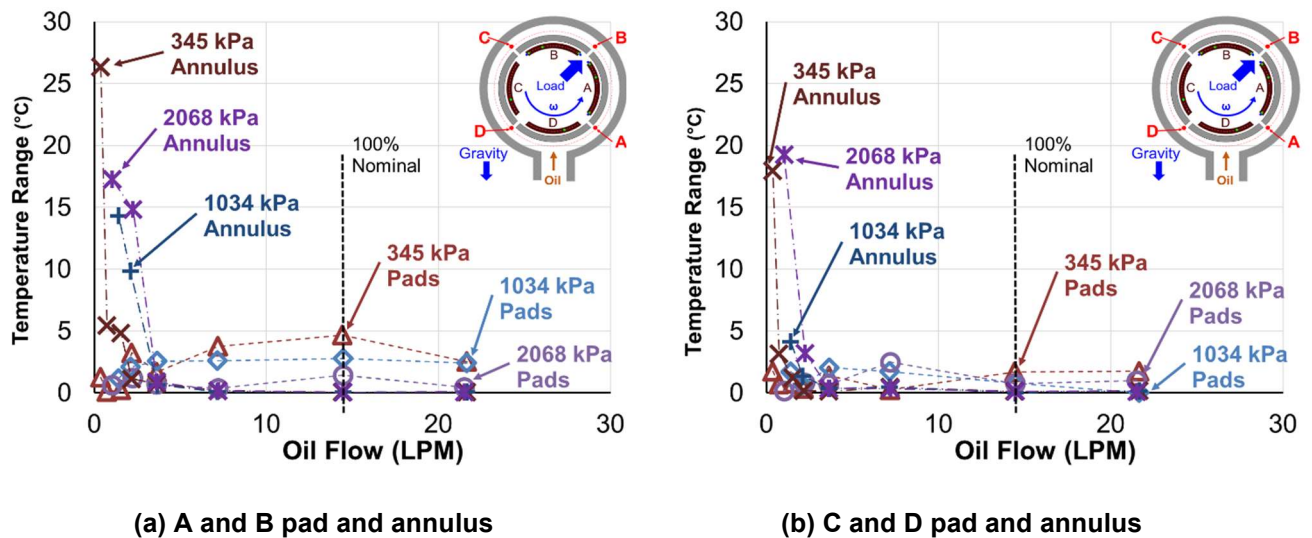 30
25
20
15
10
5
0
0
10
20
30
Temperature Range (°C)
Oil Flow (LPM)
345 kPa
Annulus
2068 kPa
Annulus
1034 kPa
Annulus
100%
Nominal
345 kPa
Pads
1034 kPa
Pads
2068 kPa
Pads
C
B
B
Load
C
A
ω
D
D
A
Gravity
Oil
(a) A and B pad and annulus
30
25
20
15
10
5
0
0
10
20
30
Temperature Range (°C)
Oil Flow (LPM)
345 kPa
Annulus
2068 kPa
Annulus
1034 kPa
Annulus
100%
Nominal
345 kPa
Pads
2068 kPa
Pads
1034 kPa
Pads
C
B
B
Load
C
A
ω
D
D
A
Gravity
Oil
(b) C and D pad and annulus